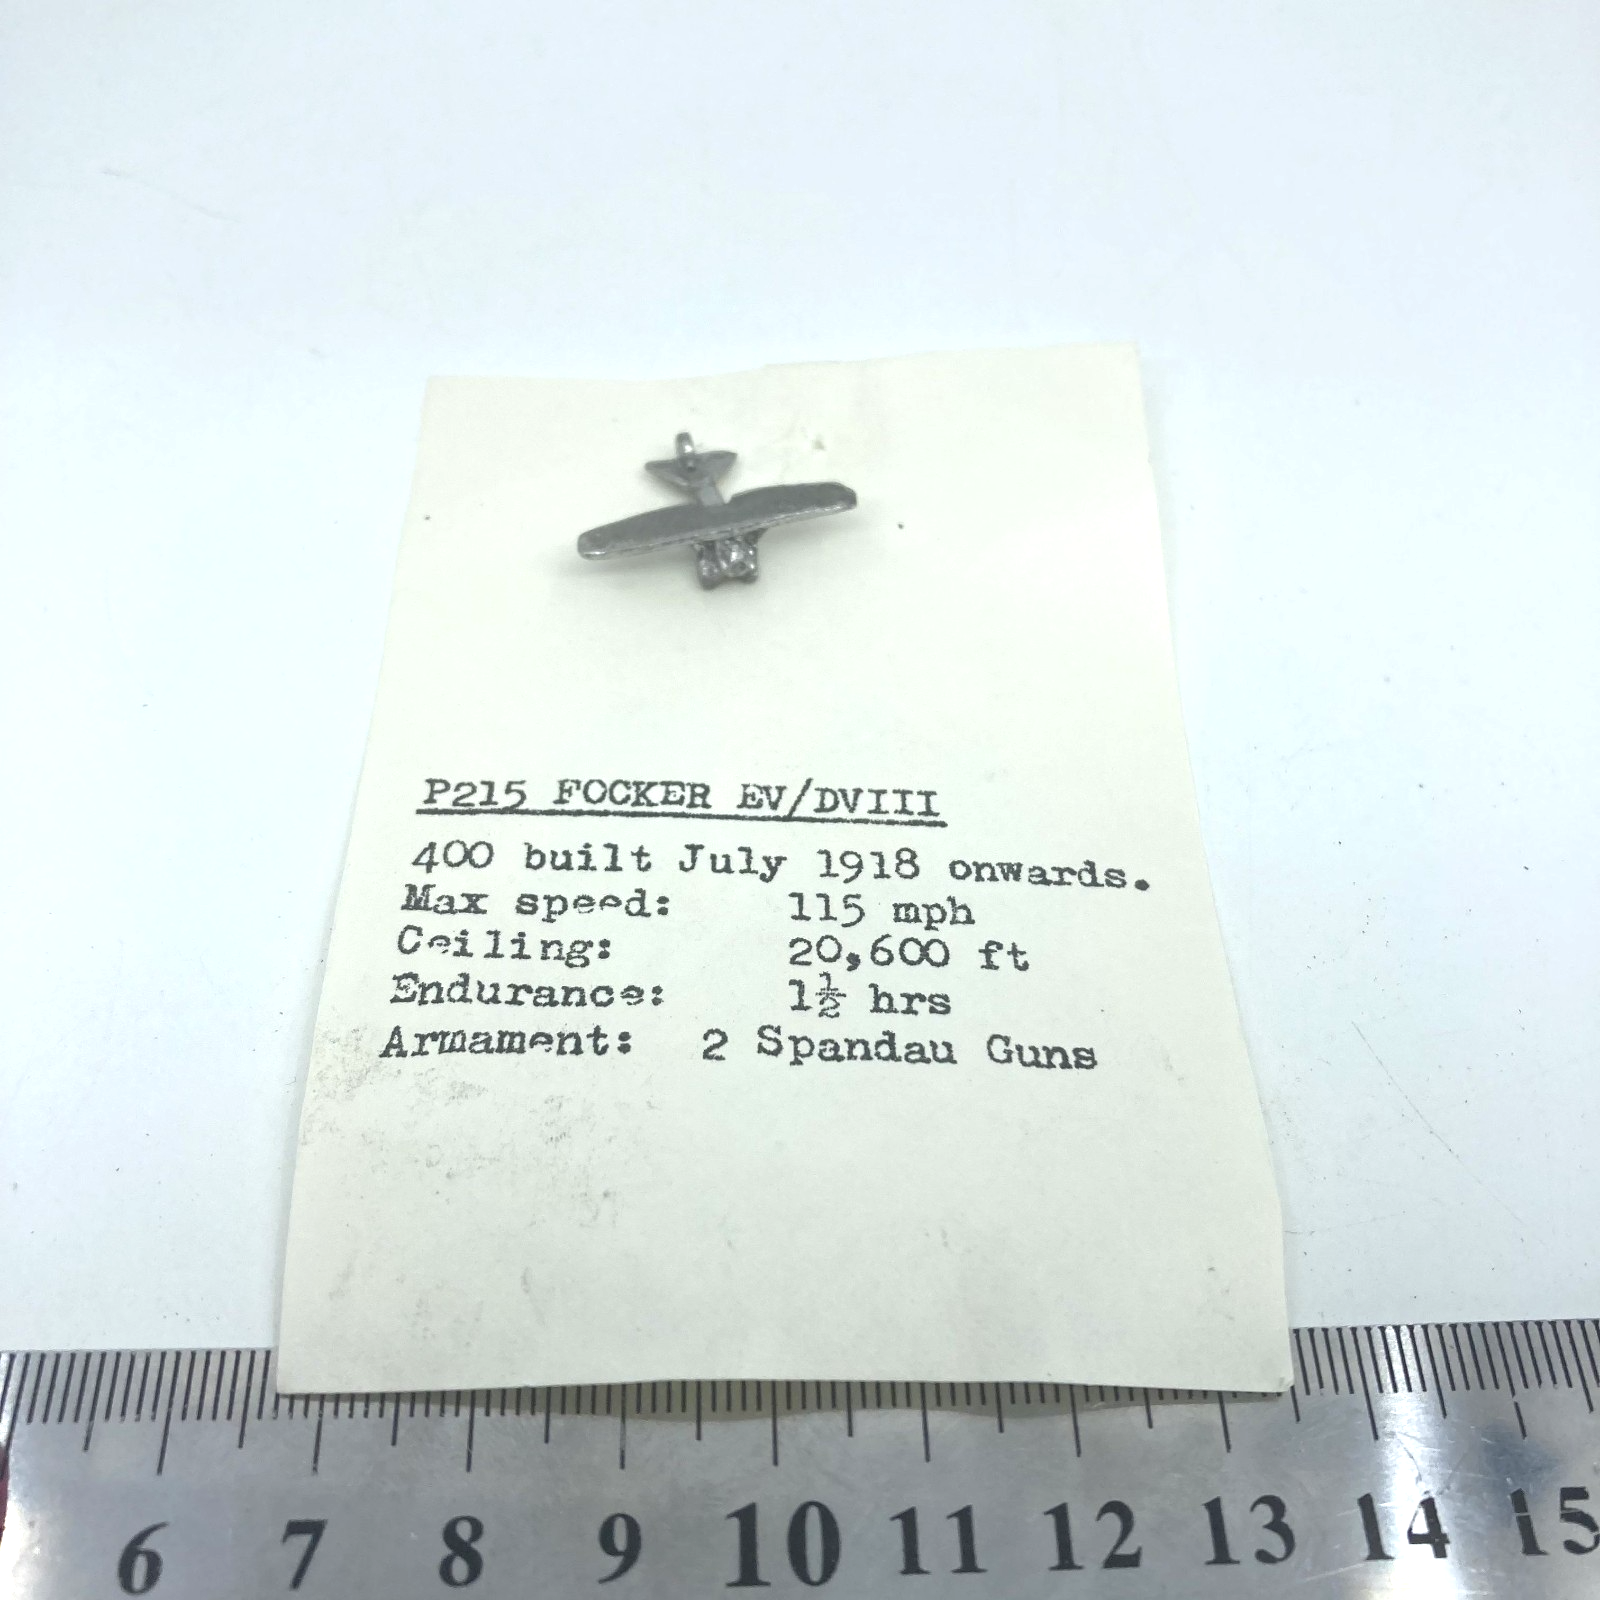 P215 FOCKER EV/DVIII
400 built July 1918 onwards.
Max speed: 115 mph
Ceiling: 20,600 ft
Endurance: 1½ hrs
Armament: 2 Spandau Guns
6 7 8 9 10 11 12 13 14 15